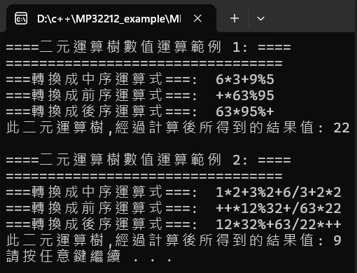 D:\c++\MP32212_example\MI
====二元運算樹數值運算範例 1: ====
=================================
===轉換成中序運算式===:  6*3+9%5
===轉換成前序運算式===:  +*63%95
===轉換成後序運算式===:  63*95%+
此二元運算樹,經過計算後所得到的結果值: 22
====二元運算樹數值運算範例 2: ====
=================================
===轉換成中序運算式===:  1*2+3%2+6/3+2*2
===轉換成前序運算式===:  ++*12%32+/63*22
===轉換成後序運算式===:  12*32%+63/22*++
此二元運算樹,經過計算後所得到的結果值: 9
請按任意鍵繼續 . . .